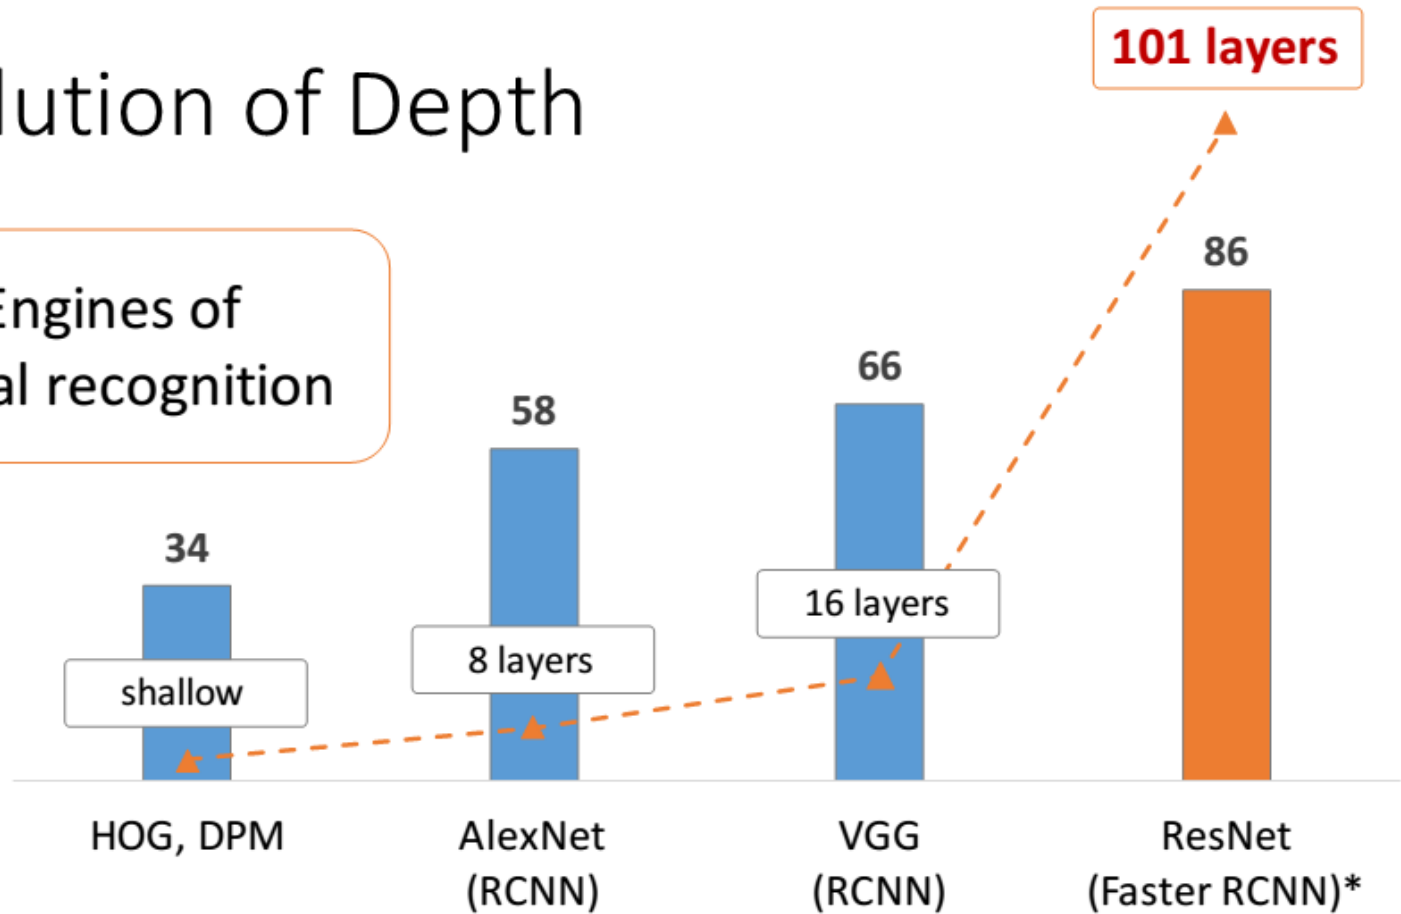 101 layers
lution of Depth
Engines of
al recognition
86
66
58
34
16 layers
8 layers
shallow
HOG, DPM
AlexNet
(RCNN)
VGG
(RCNN)
ResNet
(Faster RCNN)*